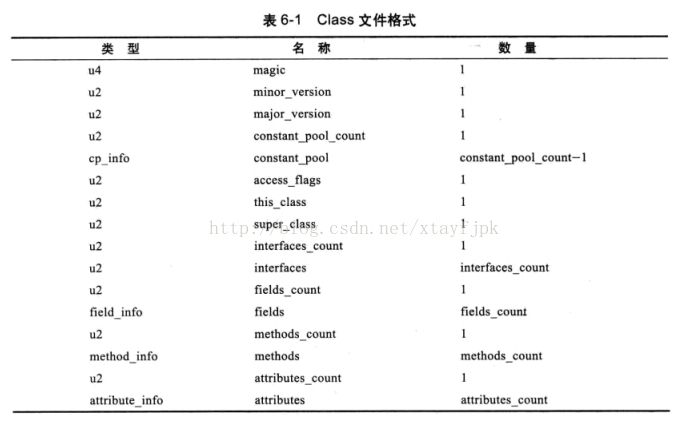 表 6-1 Class 文件格式
类 型 名 称 数 量
u4 magic 1
u2 minor_version 1
u2 major_version 1
u2 constant_pool_count 1
cp_info constant_pool constant_pool_count−1
u2 access_flags 1
u2 this_class 1
u2 super_class 1
http://blog.csdn.net/xtayfjpk
u2 interfaces_count 1
u2 interfaces interfaces_count
u2 fields_count 1
field_info fields fields_count
u2 methods_count 1
method_info methods methods_count
u2 attributes_count 1
attribute_info attributes attributes_count